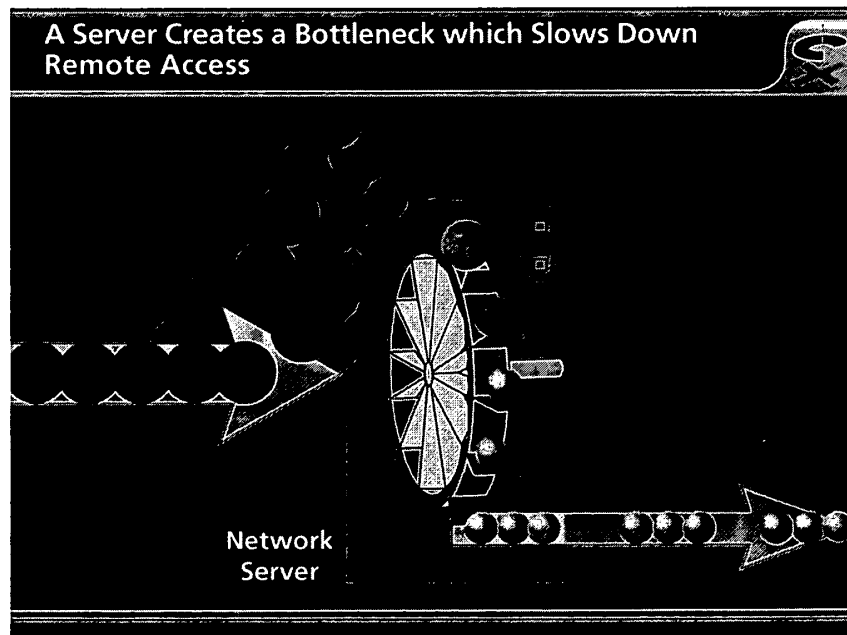 A Server Creates a Bottleneck which Slows Down
Remote Access
Network
Server